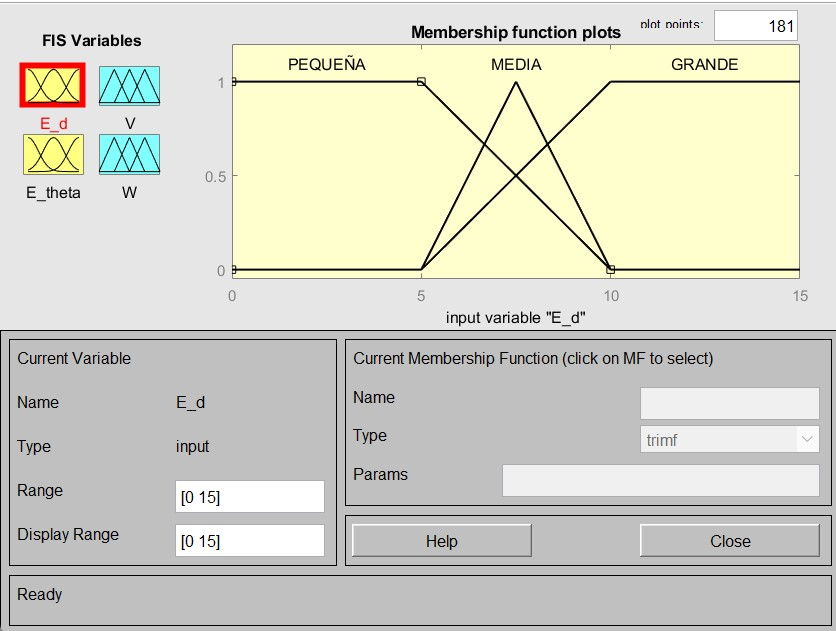 FIS Variables
E_d
V
E_theta
W
Membership function plots
plot points:
181
PEQUEÑA
MEDIA
GRANDE
1
0.5
0
0
5
10
15
input variable "E_d"
Current Variable
Name
E_d
Type
input
Range
[0 15]
Display Range
[0 15]
Current Membership Function (click on MF to select)
Name
Type
trimf
Params
Help
Close
Ready